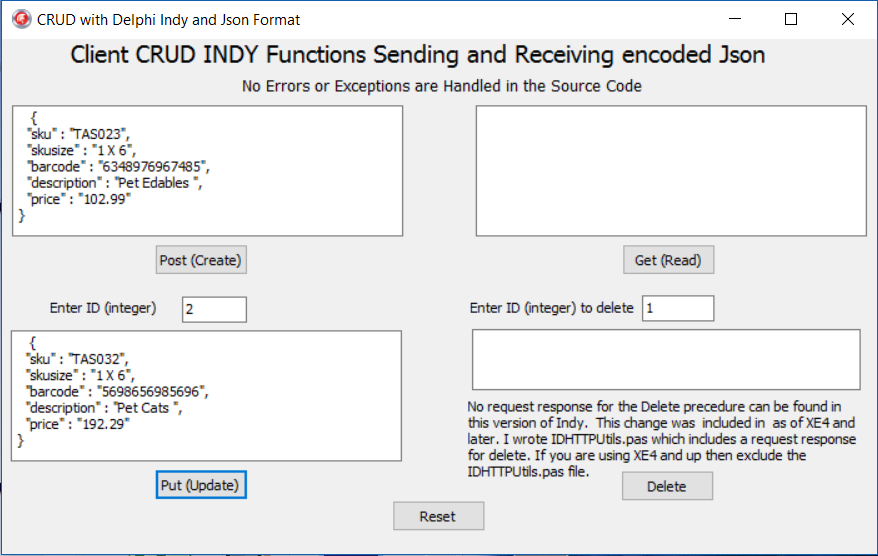 CRUD with Delphi Indy and Json Format
Client CRUD INDY Functions Sending and Receiving encoded Json
No Errors or Exceptions are Handled in the Source Code
{
"sku" : "TAS023",
"skusize" : "1 X 6",
"barcode" : "6348976967485",
"description" : "Pet Edables ",
"price" : "102.99"
}
Post (Create)
Get (Read)
Enter ID (integer) 2
Enter ID (integer) to delete 1
{
"sku" : "TAS032",
"skusize" : "1 X 6",
"barcode" : "5698656985696",
"description" : "Pet Cats ",
"price" : "192.29"
}
No request response for the Delete precedure can be found in
this version of Indy.  This change was  included in  as of XE4 and
later. I wrote IDHTTPUtils.pas which includes a request response
for delete. If you are using XE4 and up then exclude the
IDHTTPUtils.pas file.
Put (Update)
Delete
Reset